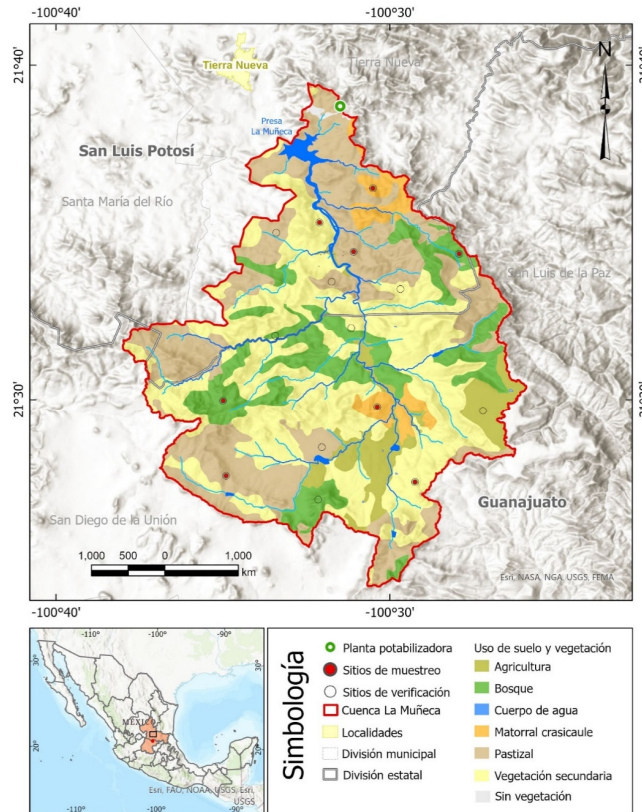 -100°40'
-100°30'
21°40'
21°40'
Tierra Nueva
Tierra Nueva
N
Presa
La Muñeca
San Luis Potosí
Santa María del Río
San Luis de la Paz
21°30'
Guanajuato
San Diego de la Unión
1,000 500 0 1,000
km
Esri, NASA, NGA, USGS, FEMA
-100°40'
-100°30'
-110° -100° -90°
30°
30°
MÉXICO
20°
20°
Esri, FAO, NOAA, USGS, Esri,
USGS
-110° -100° -90°
Simbología
Planta potabilizadora
Sitios de muestreo
Sitios de verificación
Cuenca La Muñeca
Localidades
División municipal
División estatal
Uso de suelo y vegetación
Agricultura
Bosque
Cuerpo de agua
Matorral crasicaule
Pastizal
Vegetación secundaria
Sin vegetación